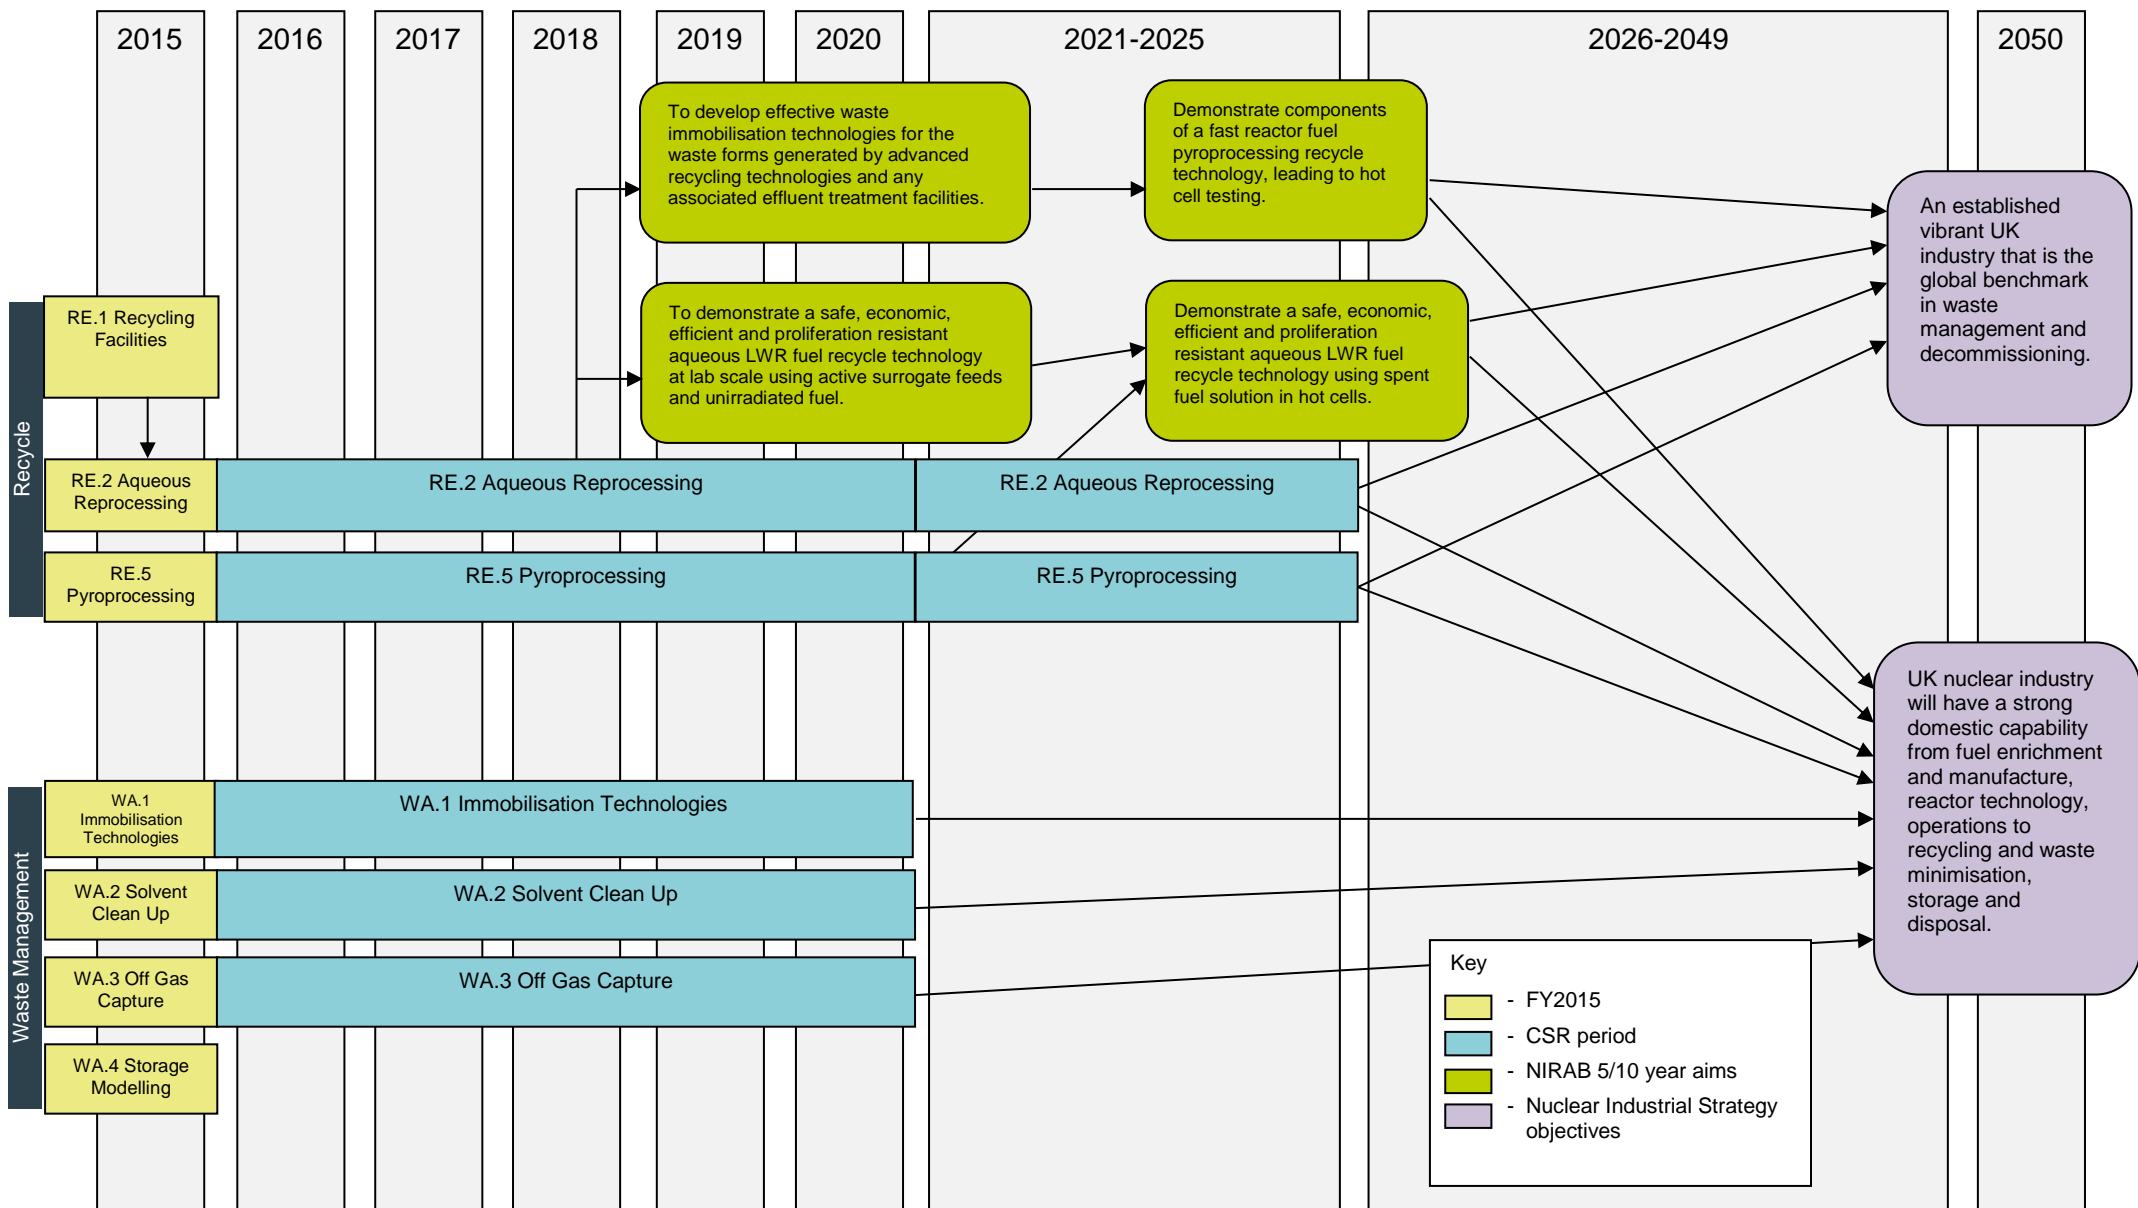 2015
2016
2017
2018
2019
2020
2021-2025
2026-2049
2050
To develop effective waste
immobilisation technologies for the
waste forms generated by advanced
recycling technologies and any
associated effluent treatment facilities.
Demonstrate components
of a fast reactor fuel
pyroprocessing recycle
technology, leading to hot
cell testing.
An established
vibrant UK
industry that is the
global benchmark
in waste
management and
decommissioning.
To demonstrate a safe, economic,
efficient and proliferation resistant
aqueous LWR fuel recycle technology
at lab scale using active surrogate feeds
and unirradiated fuel.
Demonstrate a safe, economic,
efficient and proliferation
resistant aqueous LWR fuel
recycle technology using spent
fuel solution in hot cells.
Recycle
RE.1 Recycling
Facilities
RE.2 Aqueous
Reprocessing
RE.2 Aqueous Reprocessing
RE.2 Aqueous Reprocessing
RE.5
Pyroprocessing
RE.5 Pyroprocessing
RE.5 Pyroprocessing
UK nuclear industry
will have a strong
domestic capability
from fuel enrichment
and manufacture,
reactor technology,
operations to
recycling and waste
minimisation,
storage and
disposal.
Waste Management
WA.1
Immobilisation
Technologies
WA.1 Immobilisation Technologies
WA.2 Solvent
Clean Up
WA.2 Solvent Clean Up
WA.3 Off Gas
Capture
WA.3 Off Gas Capture
WA.4 Storage
Modelling
Key
- FY2015
- CSR period
- NIRAB 5/10 year aims
- Nuclear Industrial Strategy
objectives